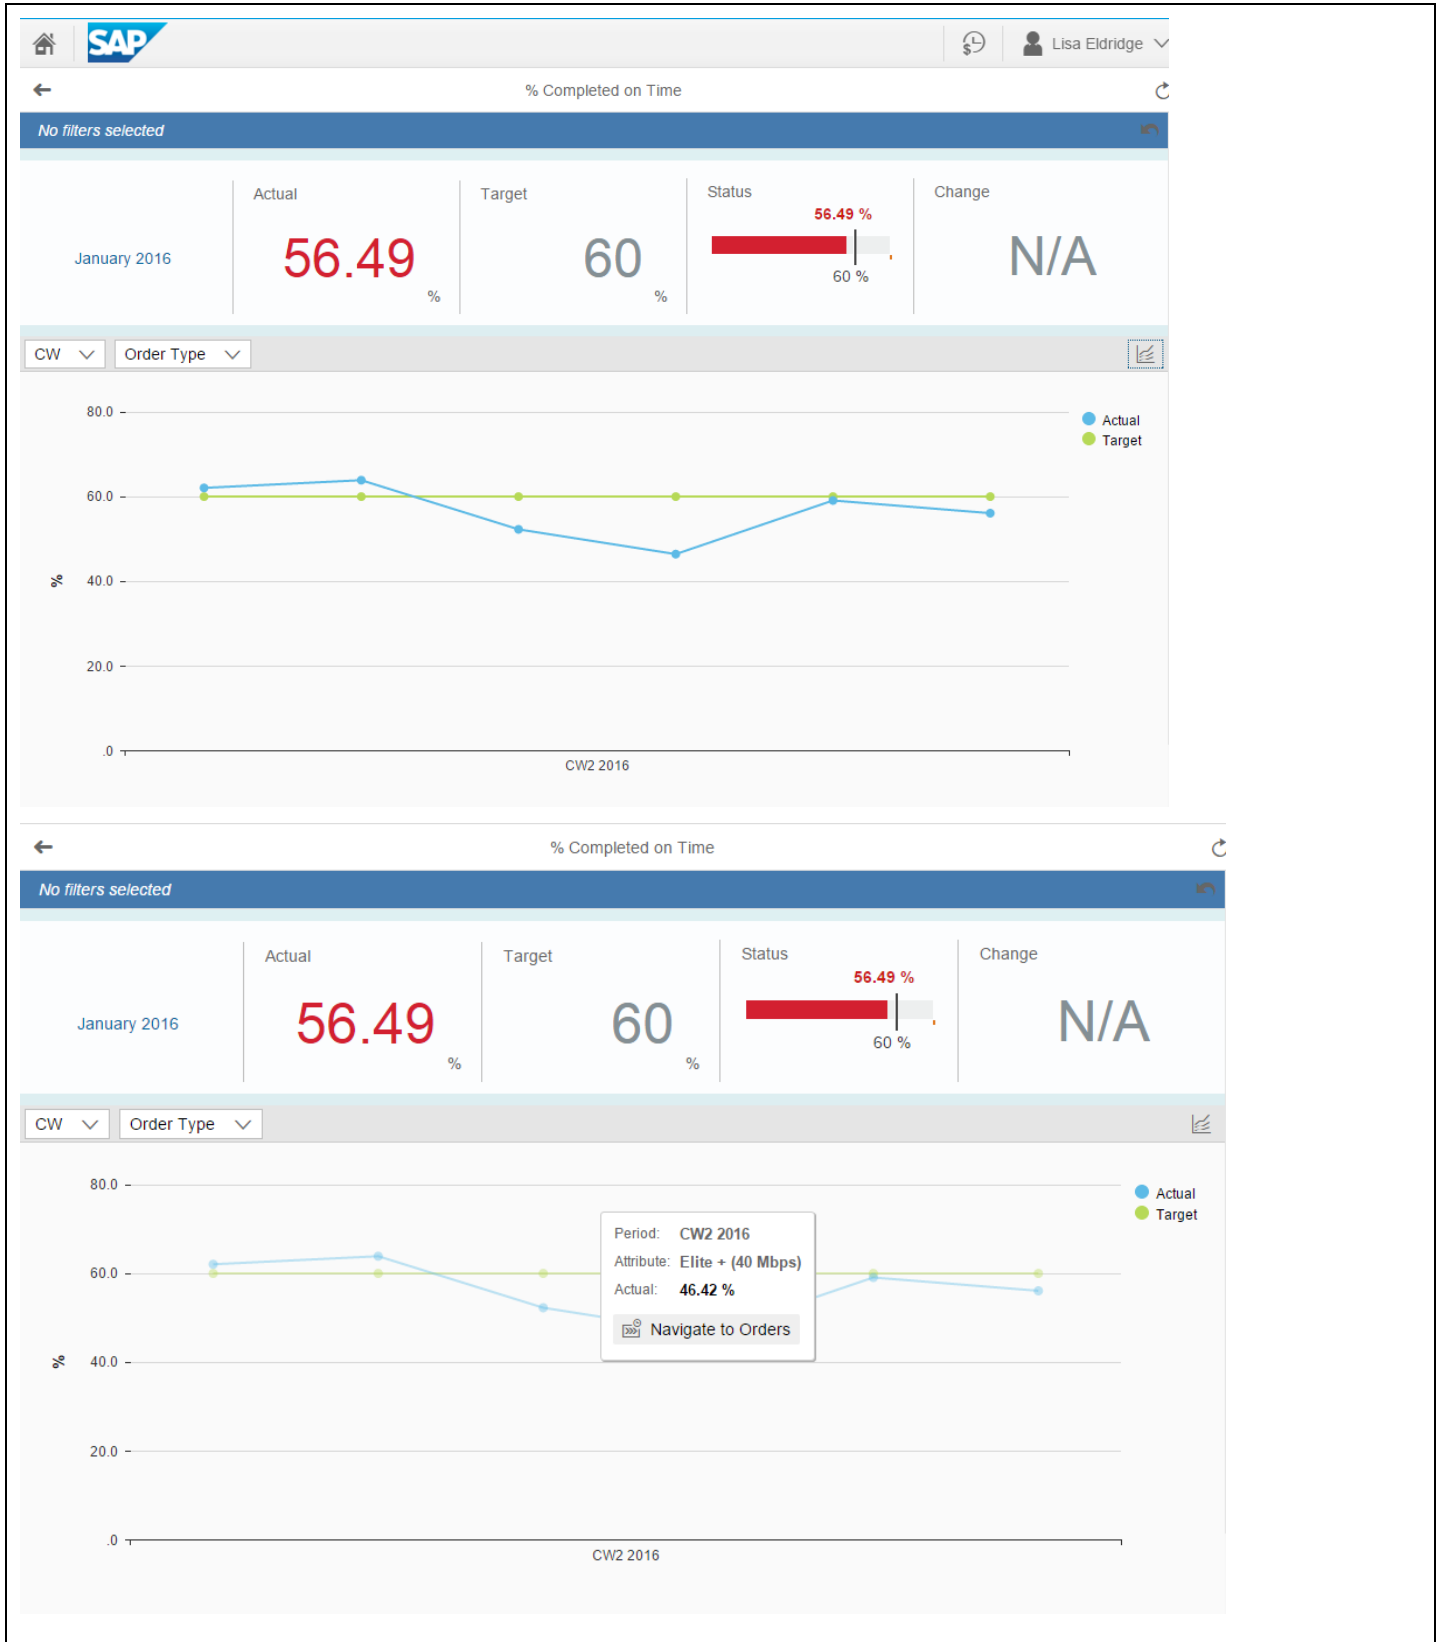 SAP
Lisa Eldridge
% Completed on Time
No filters selected
Actual Target Status Change
56.49 %
January 2016 56.49 % 60 % 60 % N/A
CW Order Type
80.0
Actual
Target
60.0
%
40.0
20.0
.0
CW2 2016
% Completed on Time
No filters selected
Actual Target Status Change
56.49 %
January 2016 56.49 % 60 % 60 % N/A
CW Order Type
80.0
Actual
Target
Period: CW2 2016
Attribute: Elite + (40 Mbps)
60.0
Actual: 46.42 %
Navigate to Orders
%
40.0
20.0
.0
CW2 2016